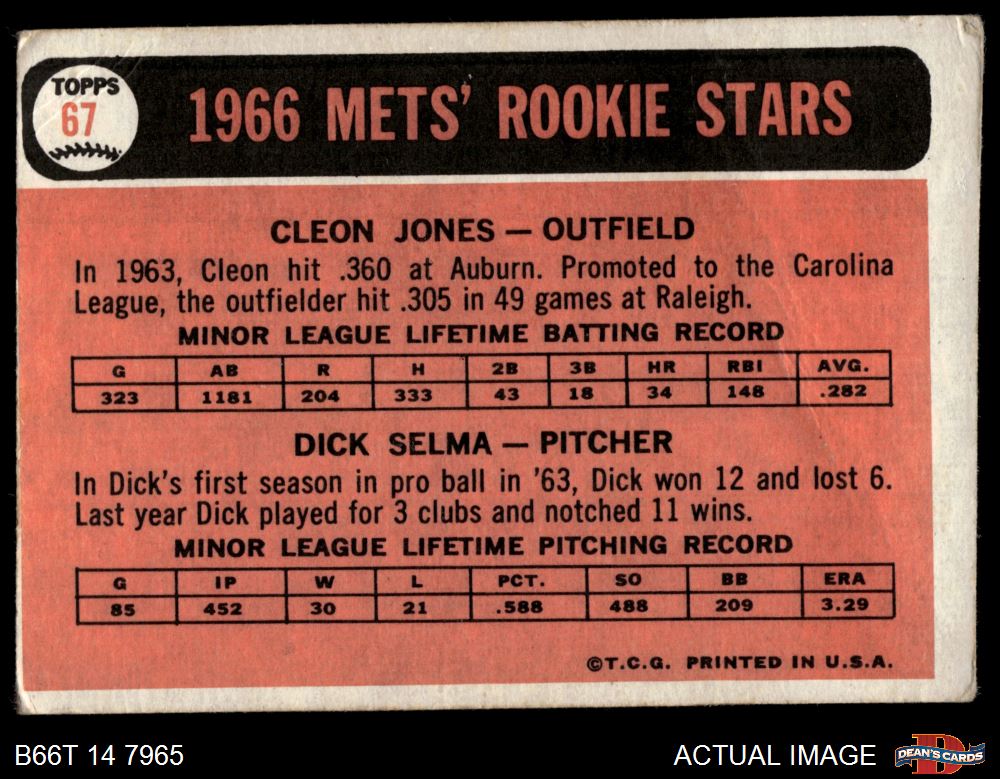 TOPPS
67
1966 METS' ROOKIE STARS
CLEON JONES — OUTFIELD
In 1963, Cleon hit .360 at Auburn. Promoted to the Carolina
League, the outfielder hit .305 in 49 games at Raleigh.
MINOR LEAGUE LIFETIME BATTING RECORD
G AB R H 2B 3B HR RBI AVG.
323 1181 204 333 43 18 34 148 .282
DICK SELMA — PITCHER
In Dick's first season in pro ball in '63, Dick won 12 and lost 6.
Last year Dick played for 3 clubs and notched 11 wins.
MINOR LEAGUE LIFETIME PITCHING RECORD
G IP W L PCT. SO BB ERA
85 452 30 21 .588 488 209 3.29
©T.C.G. PRINTED IN U.S.A.
B66T 14 7965
ACTUAL IMAGE
DEAN'S CARDS